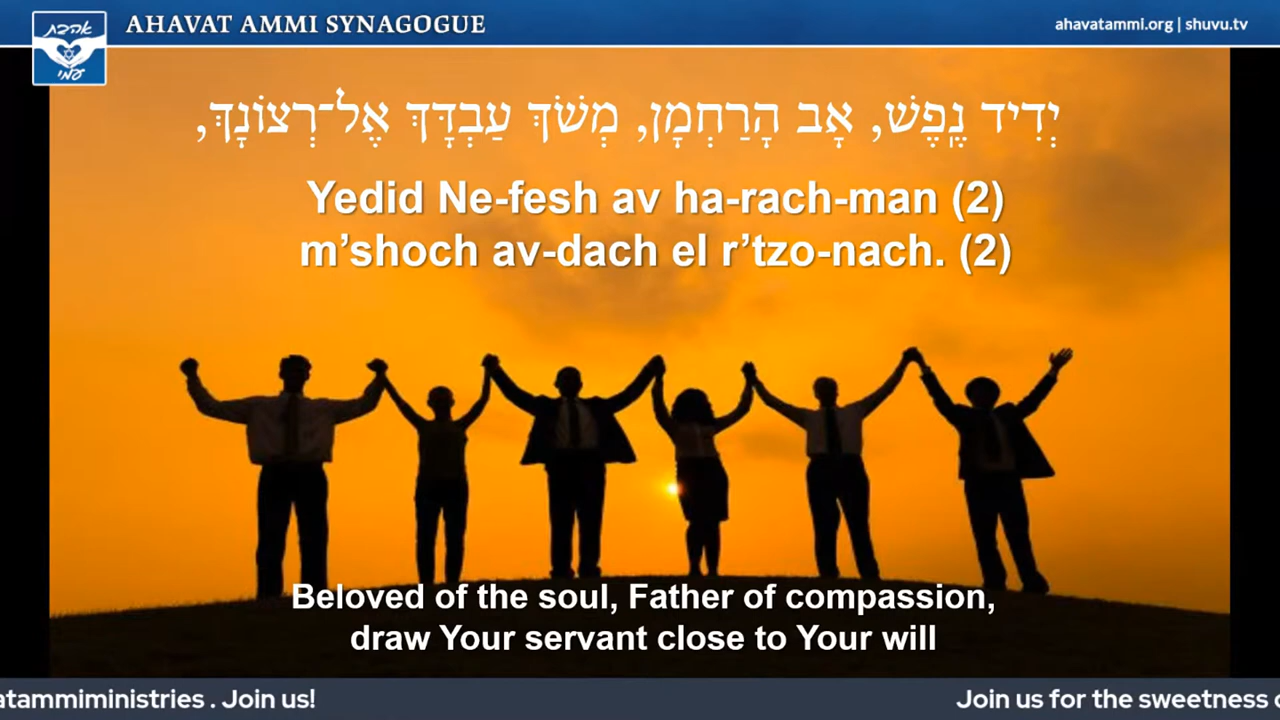 אהבת
עמי
AHAVAT AMMI SYNAGOGUE
ahavatammi.org | shuvu.tv
יְדִיד נֶפֶשׁ, אָב הָרַחְמָן, מְשֹׁךְ עַבְדָּךְ אֶל־רְצוֹנָךְ,
Yedid Ne-fesh av ha-rach-man (2)
m’shoch av-dach el r’tzo-nach. (2)
Beloved of the soul, Father of compassion,
draw Your servant close to Your will
atammiministries . Join us!
Join us for the sweetness